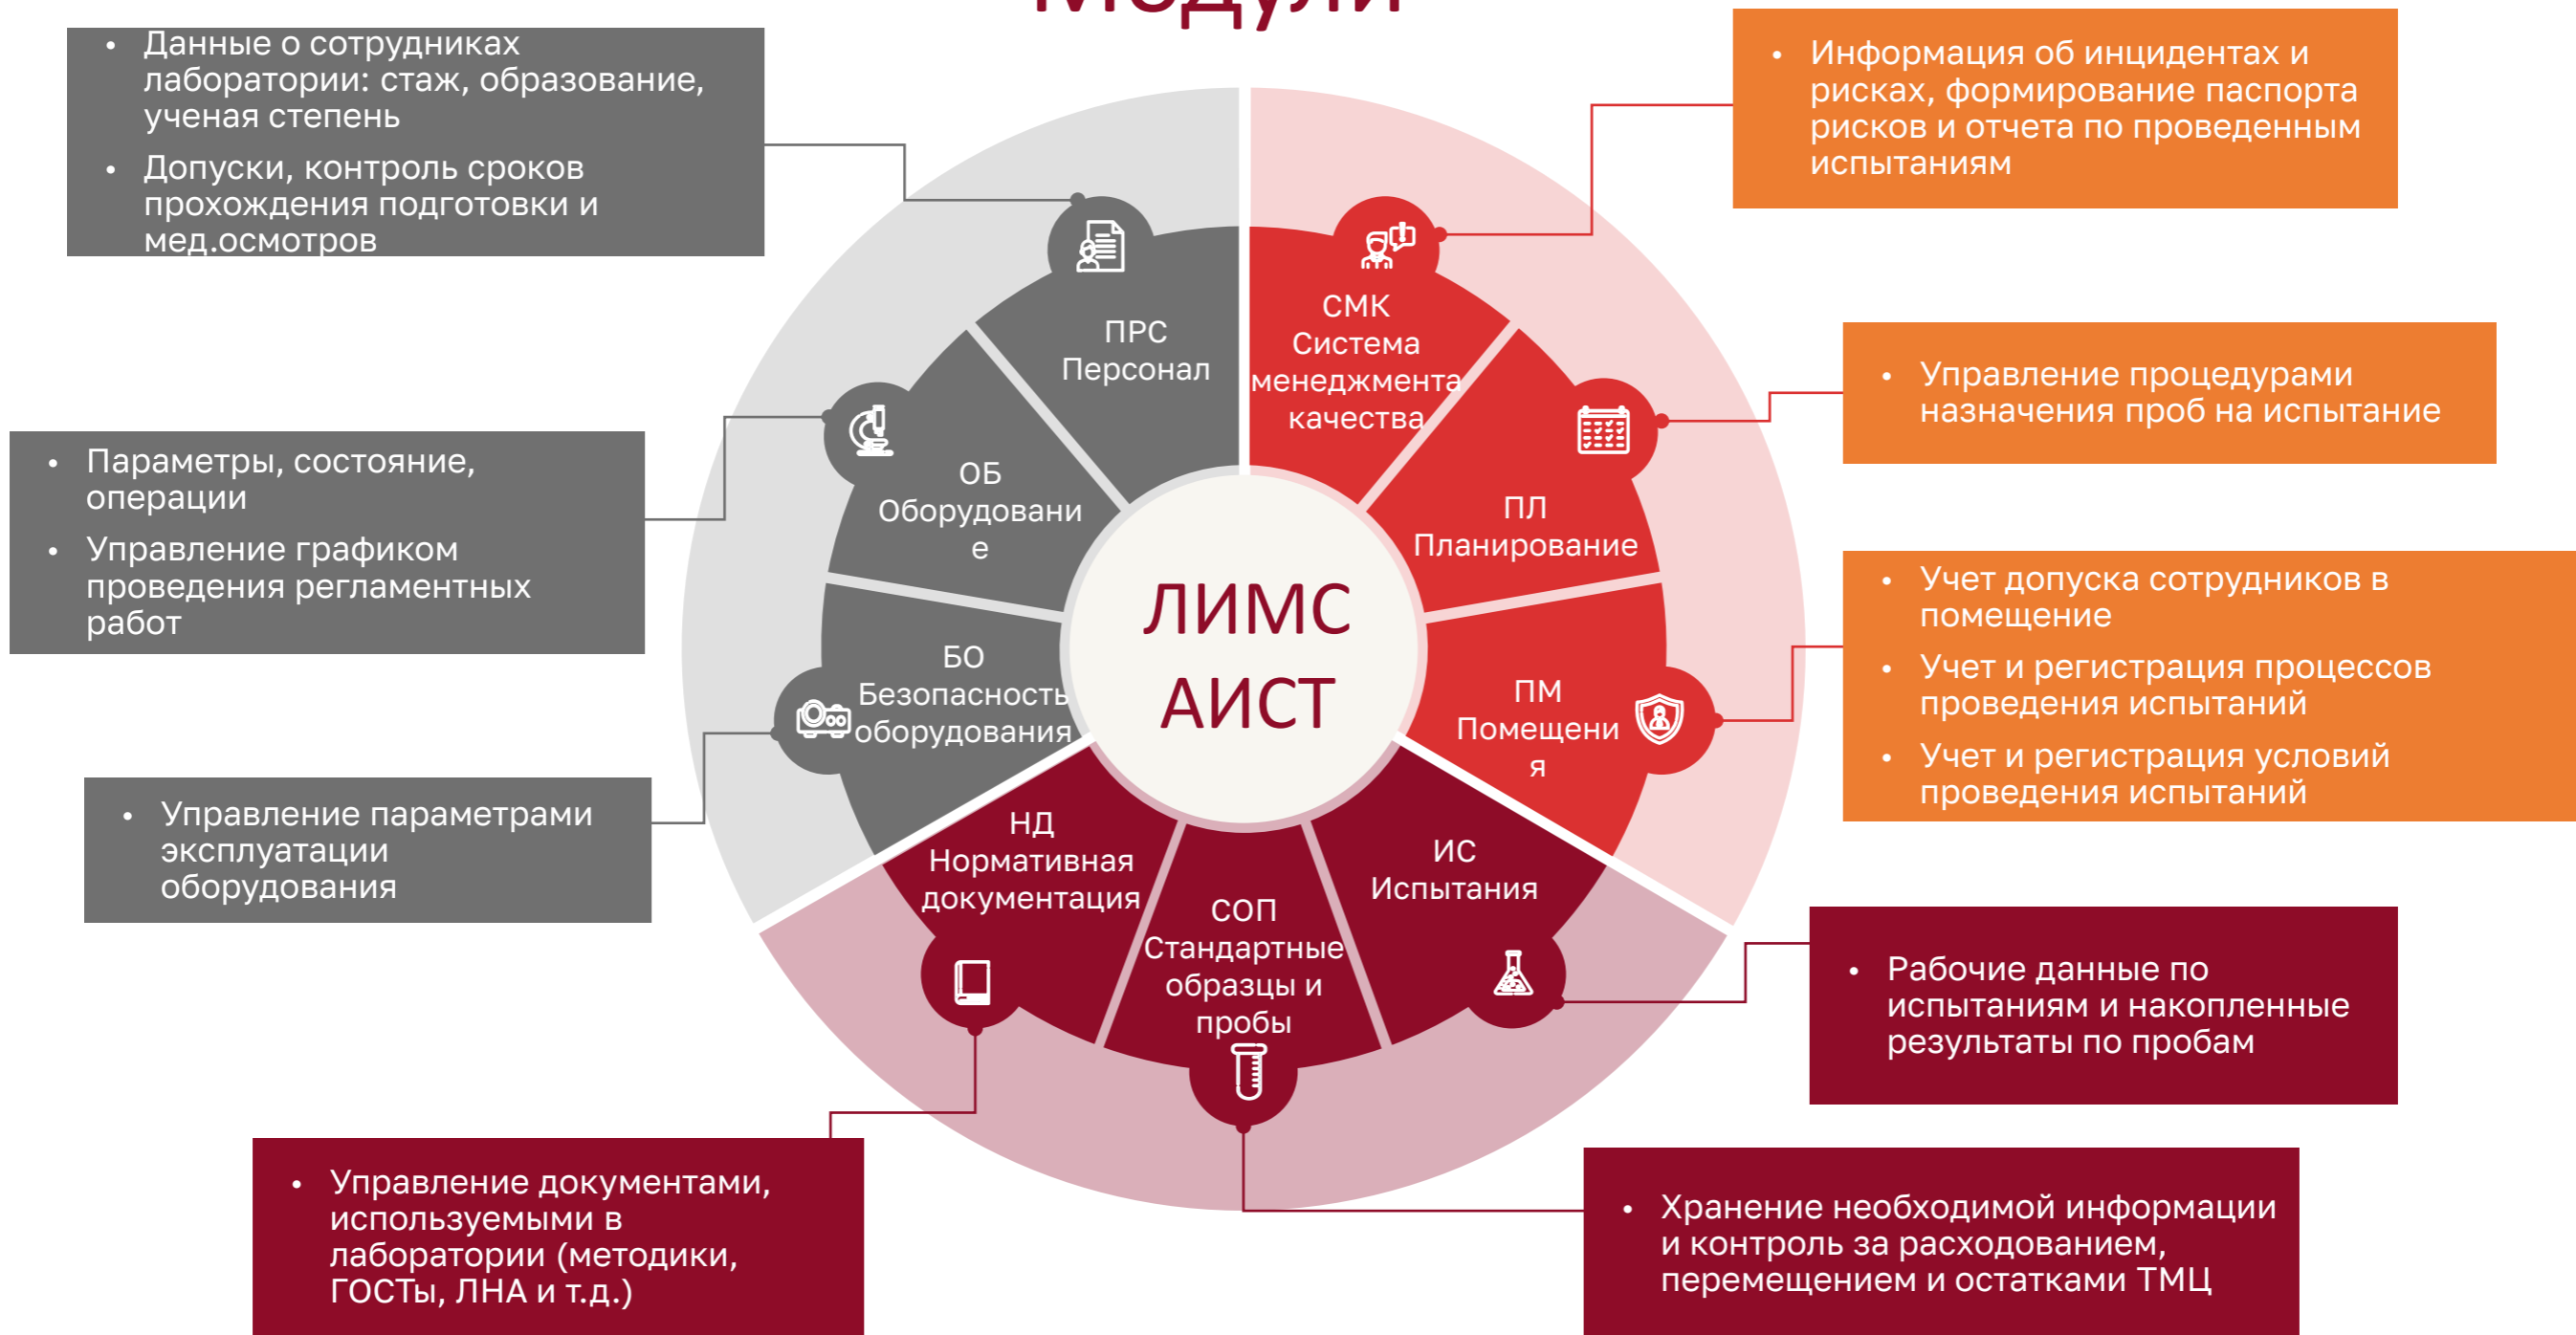 Модули
• Данные о сотрудниках
лаборатории: стаж, образование,
ученая степень
• Допуски, контроль сроков
прохождения подготовки и
мед.осмотров
• Информация об инцидентах и
рисках, формирование паспорта
рисков и отчета по проведенным
испытаниям
ПРС
Персонал
СМК
Система
менеджмента
качества
• Управление процедурами
назначения проб на испытание
• Параметры, состояние,
операции
• Управление графиком
проведения регламентных
работ
ОБ
Оборудовани
е
ПЛ
Планирование
ЛИМС
АИСТ
• Учет допуска сотрудников в
помещение
• Учет и регистрация процессов
проведения испытаний
• Учет и регистрация условий
проведения испытаний
БО
Безопасность
оборудования
ПМ
Помещени
я
• Управление параметрами
эксплуатации
оборудования
НД
Нормативная
документация
СОП
Стандартные
образцы и
пробы
ИС
Испытания
• Рабочие данные по
испытаниям и накопленные
результаты по пробам
• Управление документами,
используемыми в
лаборатории (методики,
ГОСТы, ЛНА и т.д.)
• Хранение необходимой информации
и контроль за расходованием,
перемещением и остатками ТМЦ